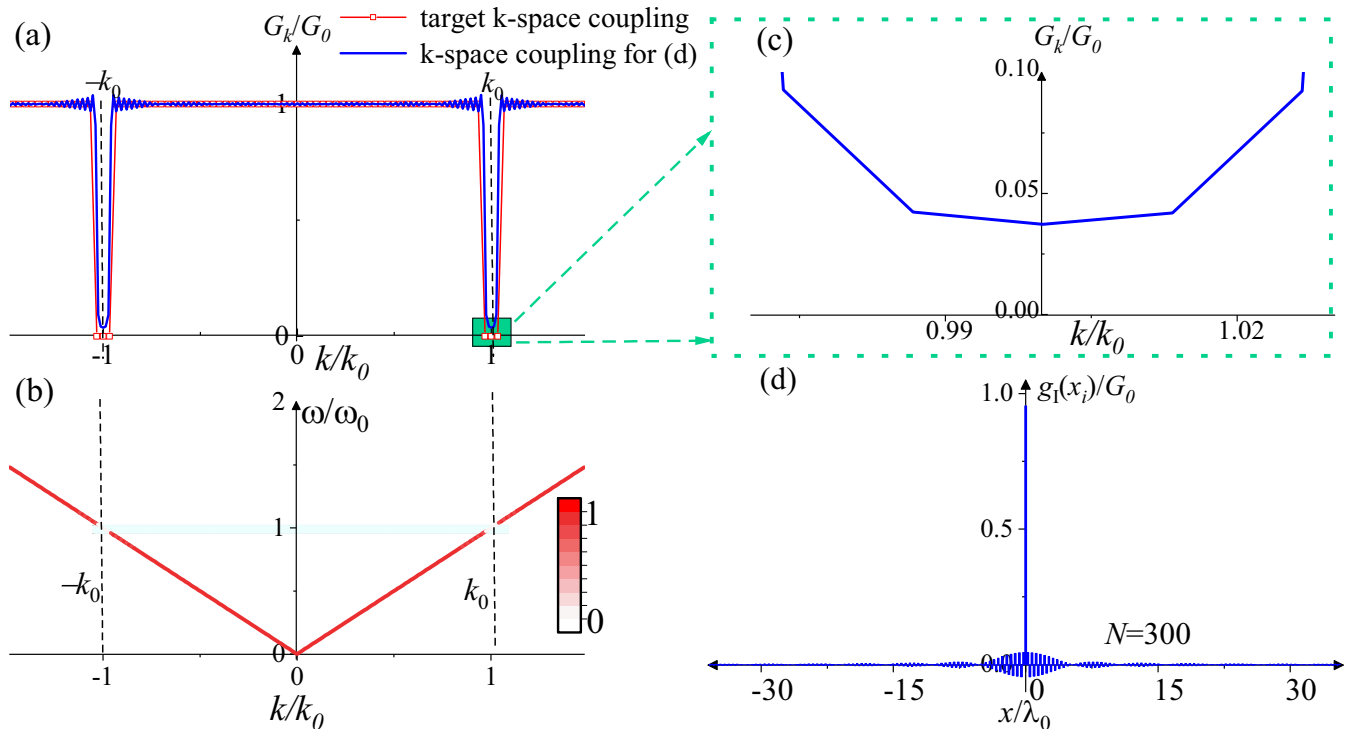 (a)
G_k/G_0
target k-space coupling
k-space coupling for (d)
−k_0
k_0
1
0
-1
0
1
k/k_0
(c)
G_k/G_0
0.10
0.05
0.00
0.99
k/k_0
1.02
(b)
2
ω/ω_0
1
0
−k_0
k_0
1
0
-1
0
1
k/k_0
(d)
g_I(x_i)/G_0
1.0
0.5
0
N=300
-30
-15
0
15
30
x/λ_0